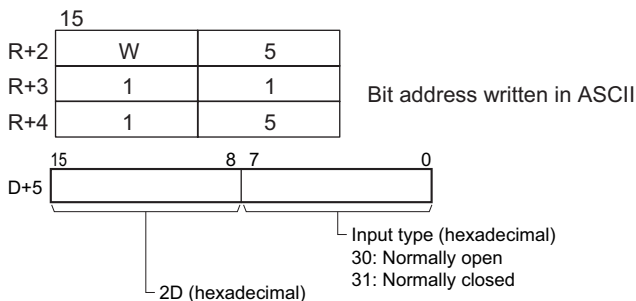 15
R+2 W 5
R+3 1 1
R+4 1 5
Bit address written in ASCII
15 8 7 0
D+5
Input type (hexadecimal)
30: Normally open
31: Normally closed
2D (hexadecimal)